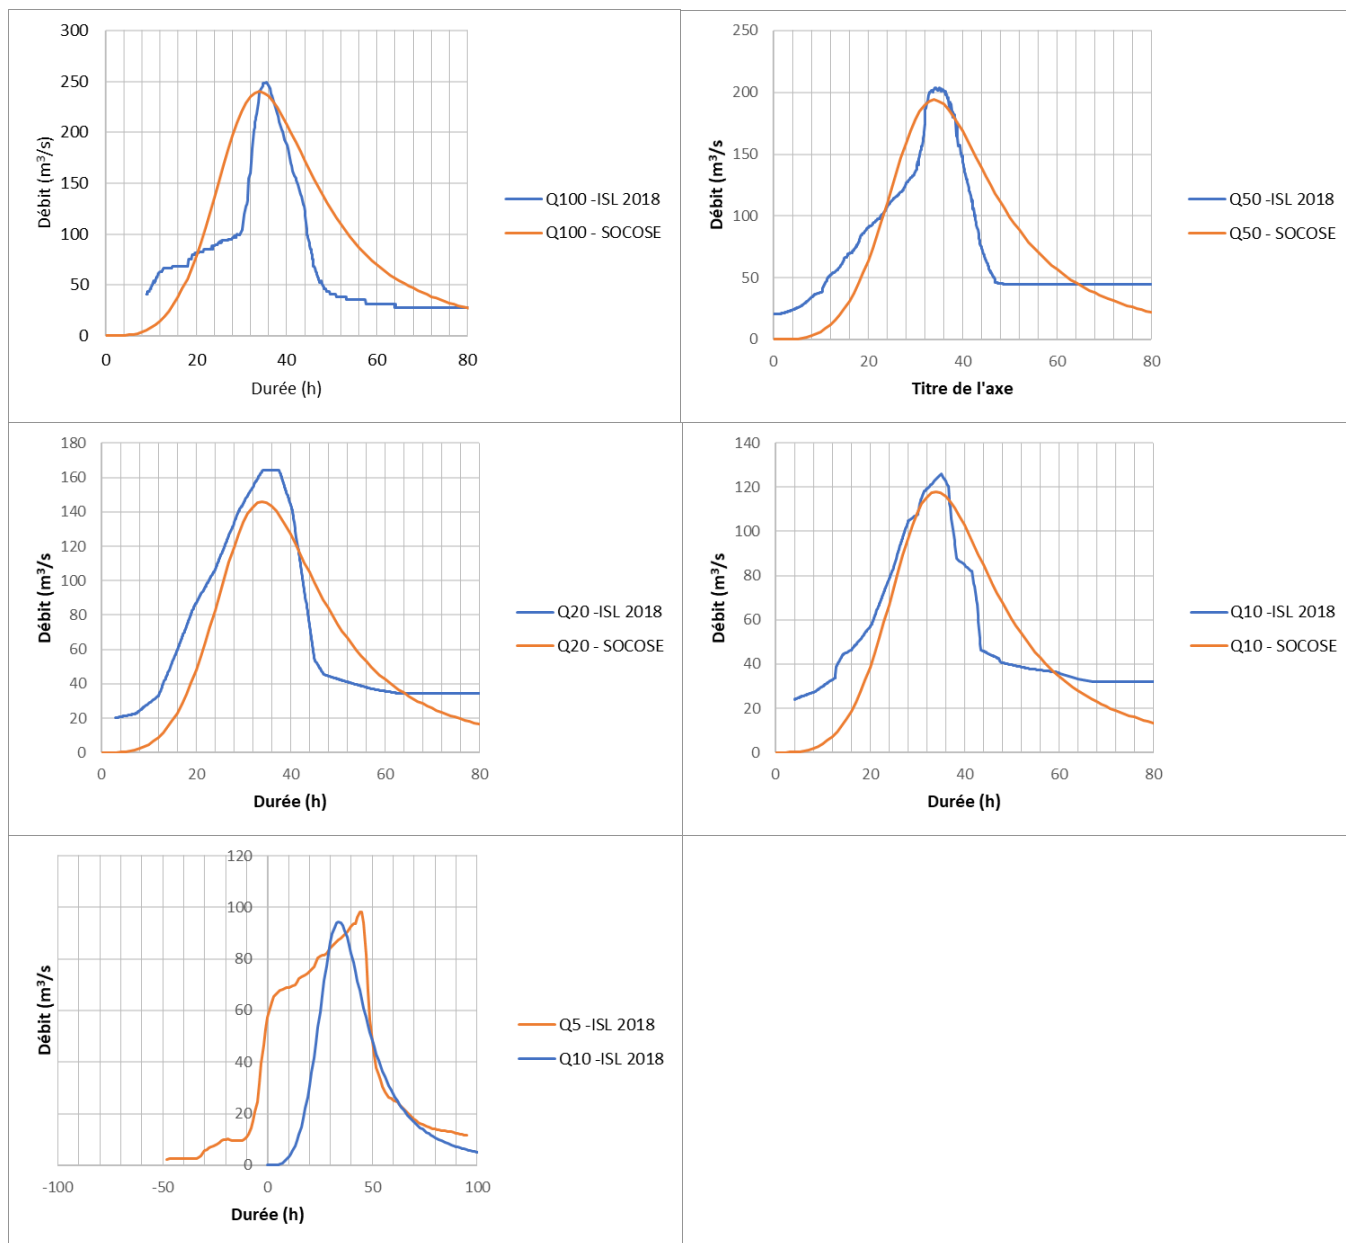 300
250
200
150
100
50
0
0 20 40 60 80
Débit (m³/s)
Durée (h)
Q100 -ISL 2018
Q100 - SOCOSE
250
200
150
100
50
0
0 20 40 60 80
Débit (m³/s
Titre de l'axe
Q50 -ISL 2018
Q50 - SOCOSE
180
160
140
120
100
80
60
40
20
0
0 20 40 60 80
Débit (m³/s
Durée (h)
Q20 -ISL 2018
Q20 - SOCOSE
140
120
100
80
60
40
20
0
0 20 40 60 80
Débit (m³/s
Durée (h)
Q10 -ISL 2018
Q10 - SOCOSE
120
100
80
60
40
20
0
-100 -50 0 50 100
Débit (m³/s
Durée (h)
Q5 -ISL 2018
Q10 -ISL 2018